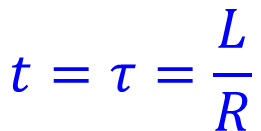 t = τ = L/R